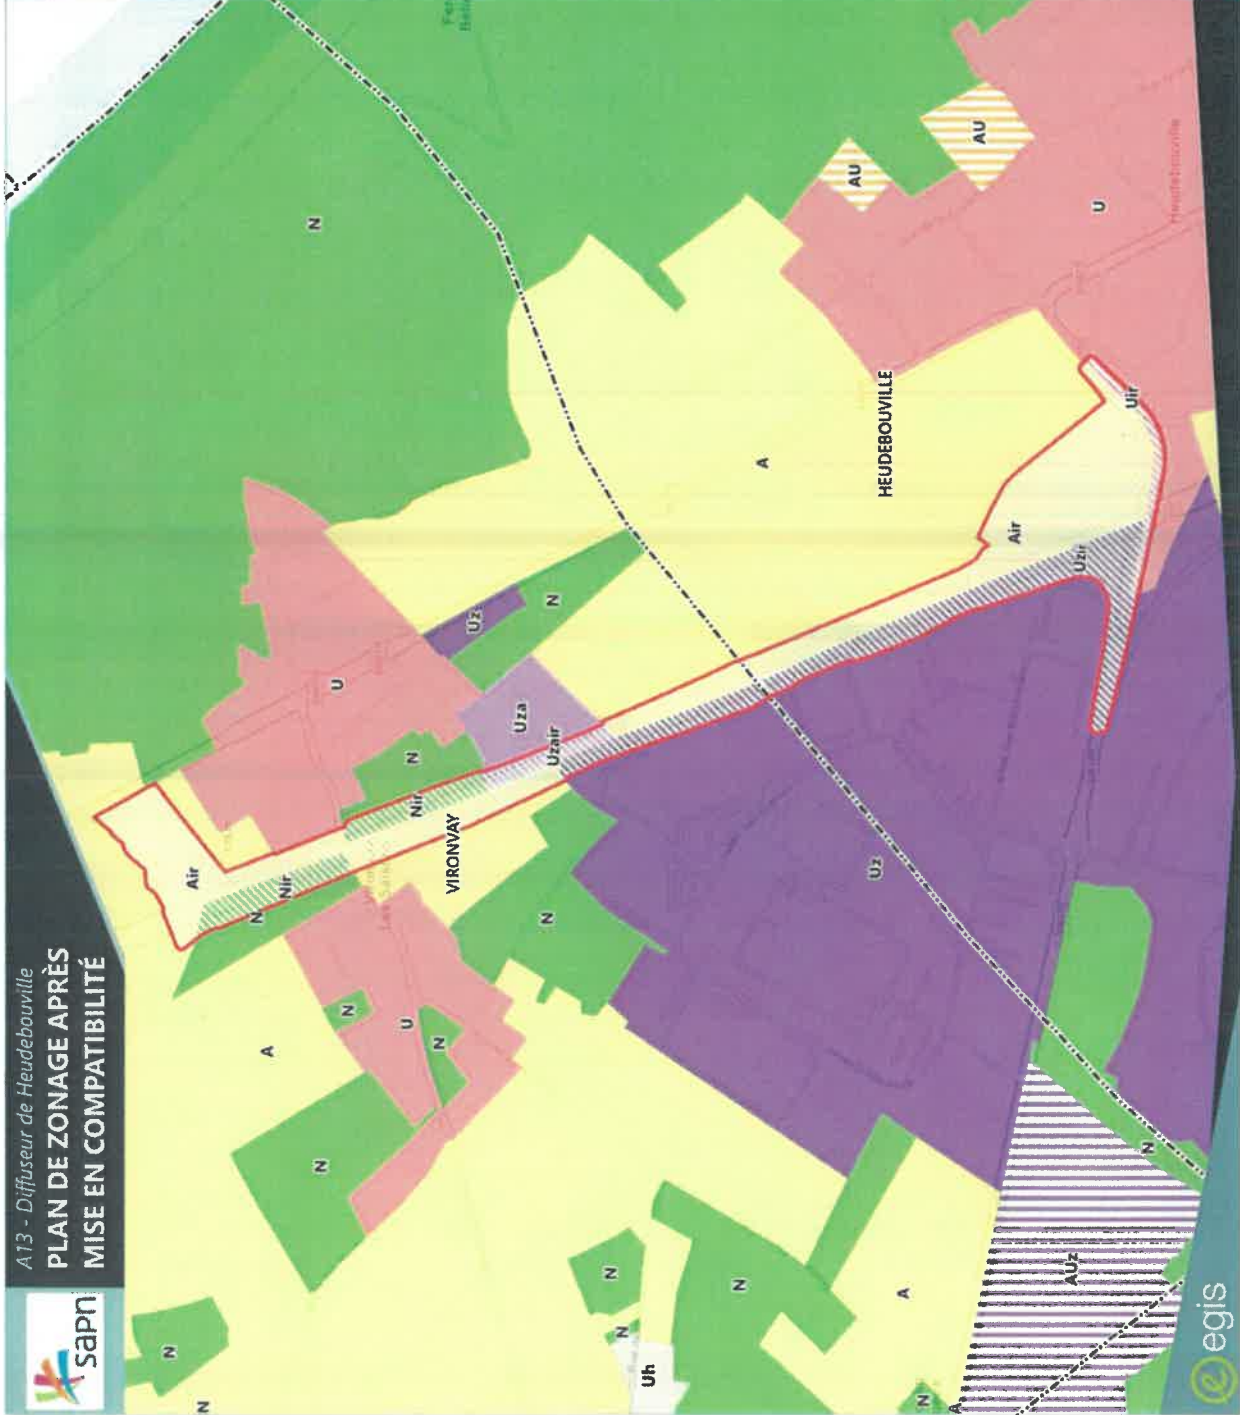 sapn
A13 - Diffuseur de Heudebouville
PLAN DE ZONAGE APRÈS
MISE EN COMPATIBILITÉ
N
N
Air
N
A
Nir
N
N
N
U
U
Nir
N
N
VIRONVAY
Uz
Uza
N
N
Uzair
N
N
Uh
N
A
Uz
HEUDEBOUVILLE
AU
A
N
A
AU
Air
AUz
Uzir
U
Uir
N
Heudebouville
egis